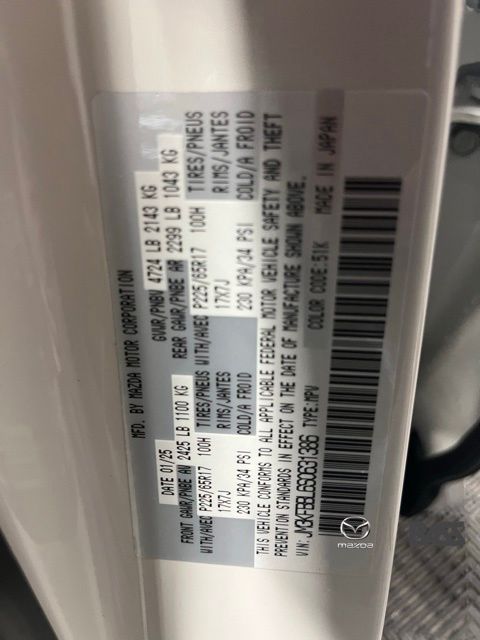 MFD. BY MAZDA MOTOR CORPORATION
DATE 01/25 GVWR/PNBV 4724 LB 2143 KG
FRONT GAWR/PNBE AV 2425 LB 1100 KG REAR GAWR/PNBE AR 2299 LB 1043 KG
WITH/AVEC P225/65R17 100H TIRES/PNEUS WITH/AVEC P225/65R17 100H TIRES/PNEUS
17X7J RIMS/JANTES 17X7J RIMS/JANTES
230 KPA/34 PSI COLD/A FROID 230 KPA/34 PSI COLD/A FROID
THIS VEHICLE CONFORMS TO ALL APPLICABLE FEDERAL MOTOR VEHICLE SAFETY AND THEFT
PREVENTION STANDARDS IN EFFECT ON THE DATE OF MANUFACTURE SHOWN ABOVE.
VIN: JM3KFBBL6S0631386 TYPE:MPV COLOR CODE:51K MADE IN JAPAN
mazda